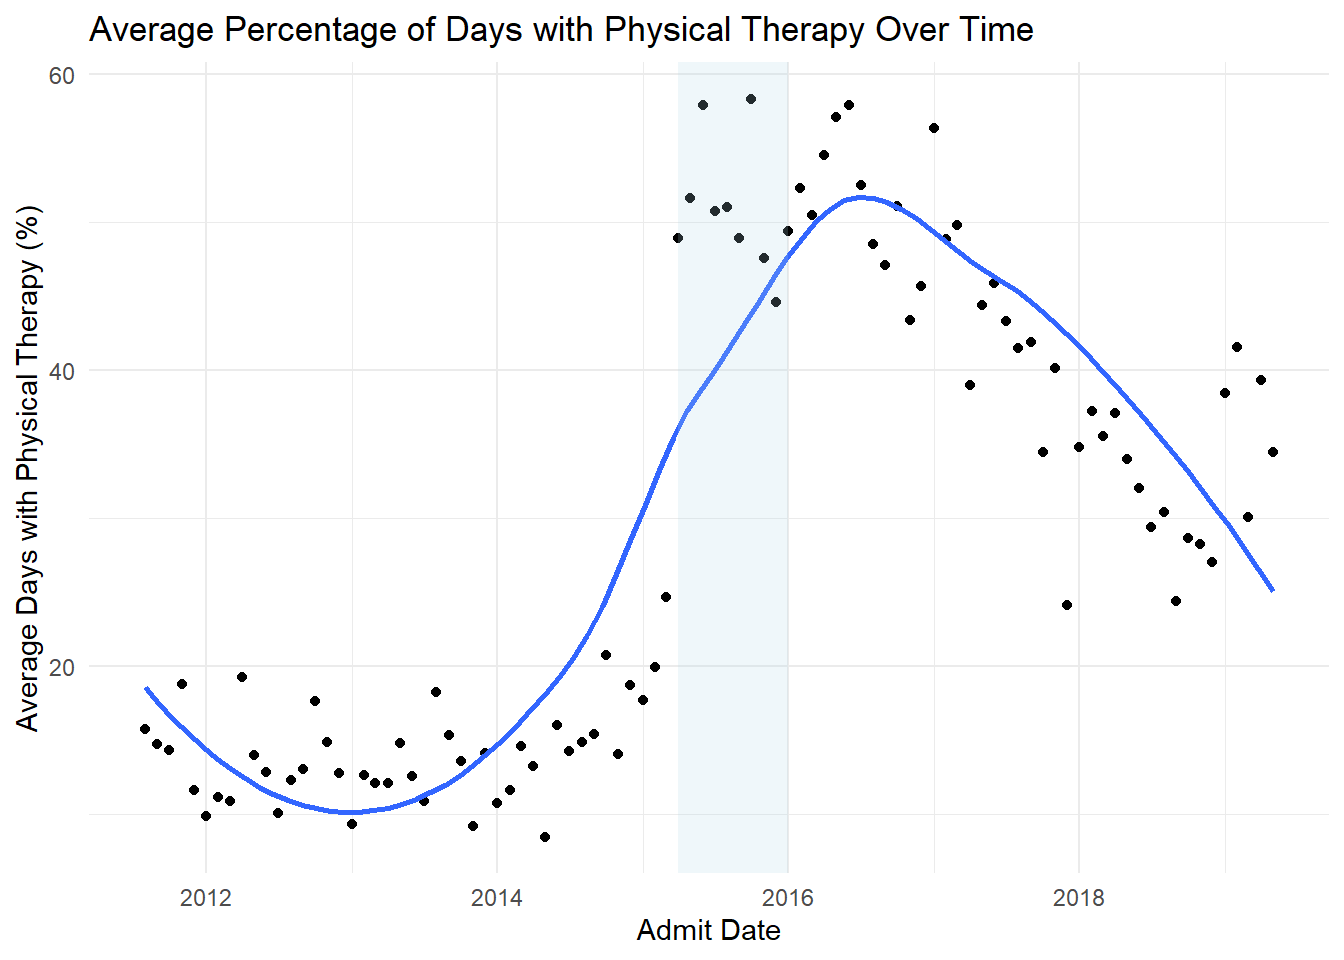 Average Percentage of Days with Physical Therapy Over Time
Average Days with Physical Therapy (%)
60
40
20
2012 2014 2016 2018
Admit Date